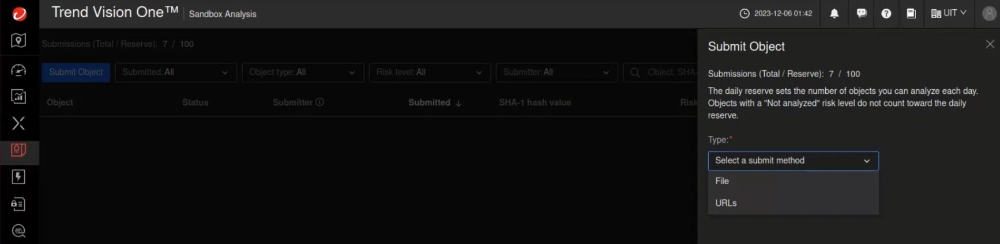 Trend Vision One™ | Sandbox Analysis
2023-12-06 01:42
UIT
Submissions (Total / Reserve): 7 / 100
Submit Object
Submitted: All
Object type: All
Risk level: All
Submitter: All
Object, SHA-
Object
Status
Submitter
Submitted ↓
SHA-1 hash value
Risk
Submit Object
Submissions (Total / Reserve): 7 / 100
The daily reserve sets the number of objects you can analyze each day.
Objects with a "Not analyzed" risk level do not count toward the daily
reserve.
Type:*
Select a submit method
File
URLs